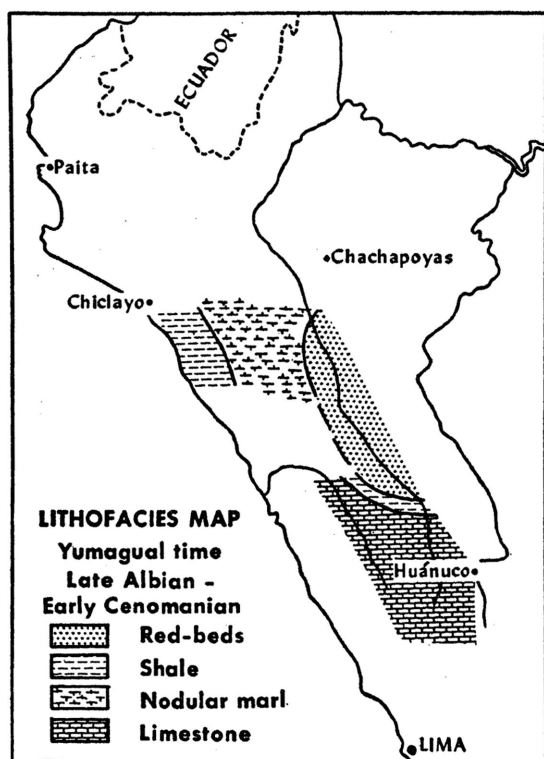 ECUADOR
Paita
Chachapoyas
Chiclayo
LITHOFACIES MAP
Yumagual time
Late Albian -
Early Cenomanian
Huánuco
Red-beds
Shale
Nodular marl
Limestone
LIMA